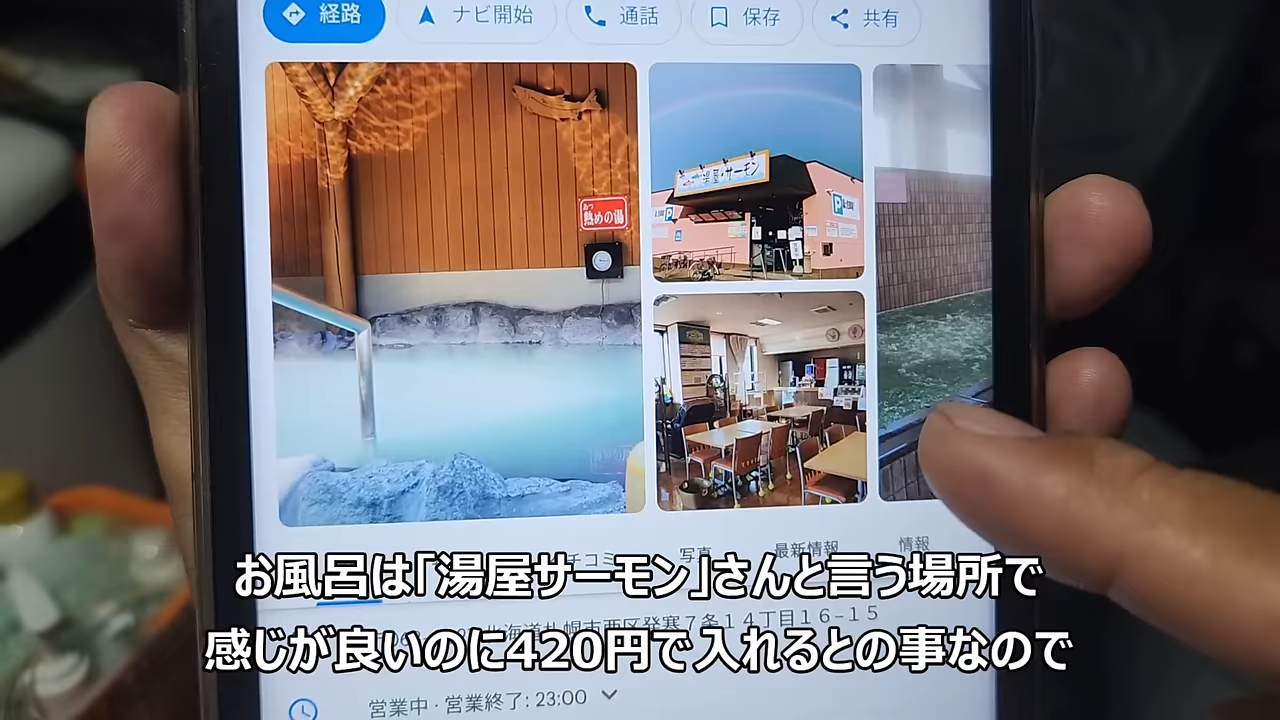 経路
ナビ開始
通話
保存
共有
あつ
熱めの湯
湯屋・サーモン
P
P
写真
最新情報
情報
お風呂は「湯屋サーモン」さんと言う場所で
北海道札幌市西区発寒7条14丁目16-15
感じが良いのに420円で入れるとの事なので
営業中・営業終了: 23:00